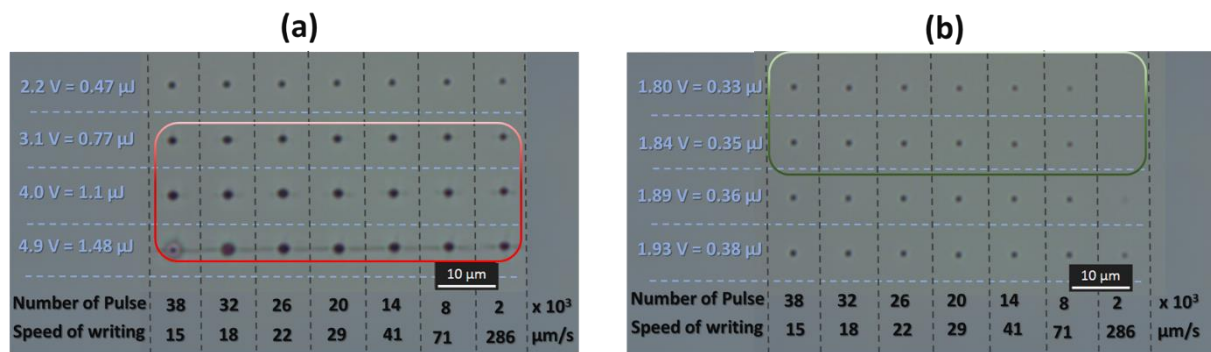 (a)
2.2 V = 0.47 µJ
3.1 V = 0.77 µJ
4.0 V = 1.1 µJ
4.9 V = 1.48 µJ
10 µm
Number of Pulse 38 32 26 20 14 8 2 x 10³
Speed of writing 15 18 22 29 41 71 286 µm/s
(b)
1.80 V = 0.33 µJ
1.84 V = 0.35 µJ
1.89 V = 0.36 µJ
1.93 V = 0.38 µJ
10 µm
Number of Pulse 38 32 26 20 14 8 2 x 10³
Speed of writing 15 18 22 29 41 71 286 µm/s